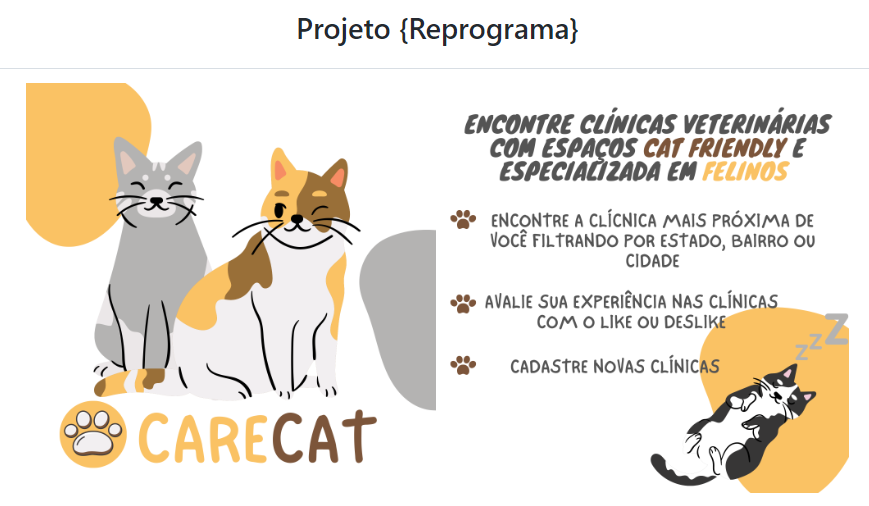 Projeto {Reprograma}
ENCONTRE CLÍNICAS VETERINÁRIAS
COM ESPAÇOS CAT FRIENDLY E
ESPECIALIZADA EM FELINOS
ENCONTRE A CLÍCNICA MAIS PRÓXIMA DE
VOCÊ FILTRANDO POR ESTADO, BAIRRO OU
CIDADE
AVALIE SUA EXPERIÊNCIA NAS CLÍNICAS
COM O LIKE OU DESLIKE
CADASTRE NOVAS CLÍNICAS
zzZ
CARECAT